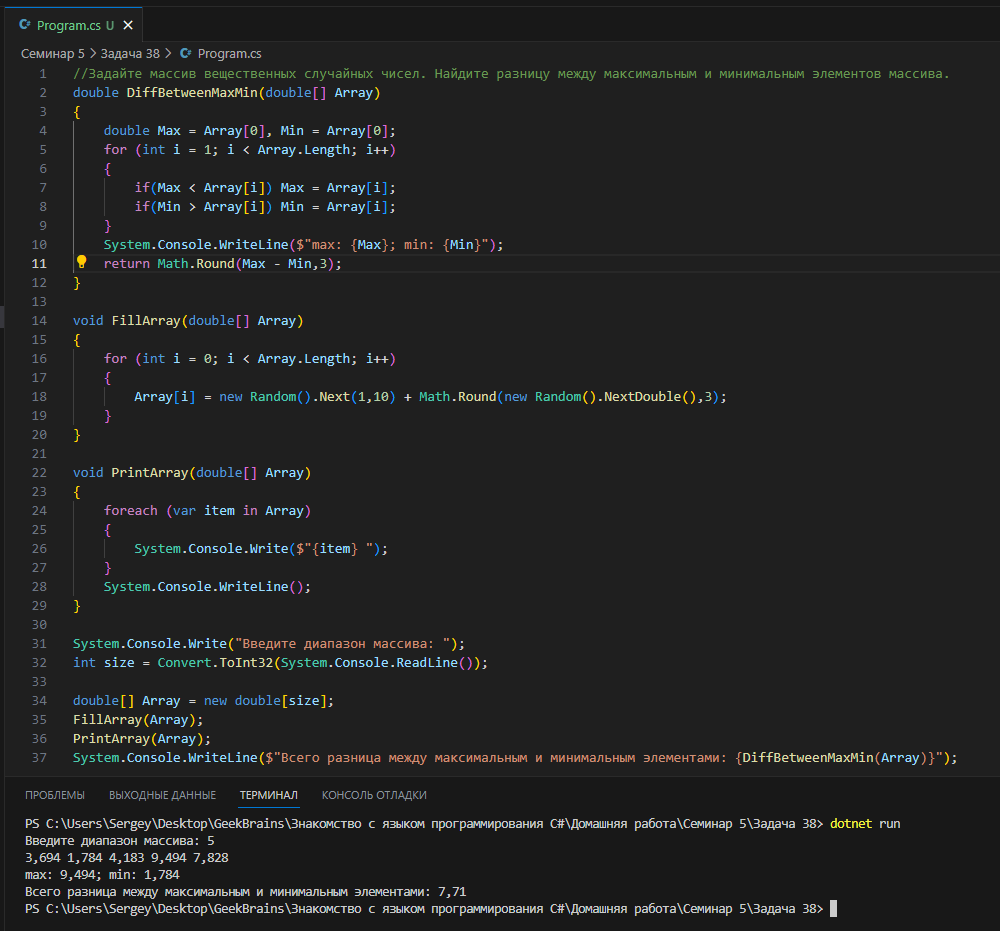 Program.cs U
Семинар 5 > Задача 38 > Program.cs
1 //Задайте массив вещественных случайных чисел. Найдите разницу между максимальным и минимальным элементов массива.
2 double DiffBetweenMaxMin(double[] Array)
3 {
4     double Max = Array[0], Min = Array[0];
5     for (int i = 1; i < Array.Length; i++)
6     {
7         if(Max < Array[i]) Max = Array[i];
8         if(Min > Array[i]) Min = Array[i];
9     }
10     System.Console.WriteLine($"max: {Max}; min: {Min}");
11     return Math.Round(Max - Min,3);
12 }
13
14 void FillArray(double[] Array)
15 {
16     for (int i = 0; i < Array.Length; i++)
17     {
18         Array[i] = new Random().Next(1,10) + Math.Round(new Random().NextDouble(),3);
19     }
20 }
21
22 void PrintArray(double[] Array)
23 {
24     foreach (var item in Array)
25     {
26         System.Console.Write($"{item} ");
27     }
28     System.Console.WriteLine();
29 }
30
31 System.Console.Write("Введите диапазон массива: ");
32 int size = Convert.ToInt32(System.Console.ReadLine());
33
34 double[] Array = new double[size];
35 FillArray(Array);
36 PrintArray(Array);
37 System.Console.WriteLine($"Всего разница между максимальным и минимальным элементами: {DiffBetweenMaxMin(Array)}");
ПРОБЛЕМЫ ВЫХОДНЫЕ ДАННЫЕ ТЕРМИНАЛ КОНСОЛЬ ОТЛАДКИ
PS C:\Users\Sergey\Desktop\GeekBrains\Знакомство с языком программирования C#\Домашняя работа\Семинар 5\Задача 38> dotnet run
Введите диапазон массива: 5
3,694 1,784 4,183 9,494 7,828
max: 9,494; min: 1,784
Всего разница между максимальным и минимальным элементами: 7,71
PS C:\Users\Sergey\Desktop\GeekBrains\Знакомство с языком программирования C#\Домашняя работа\Семинар 5\Задача 38>